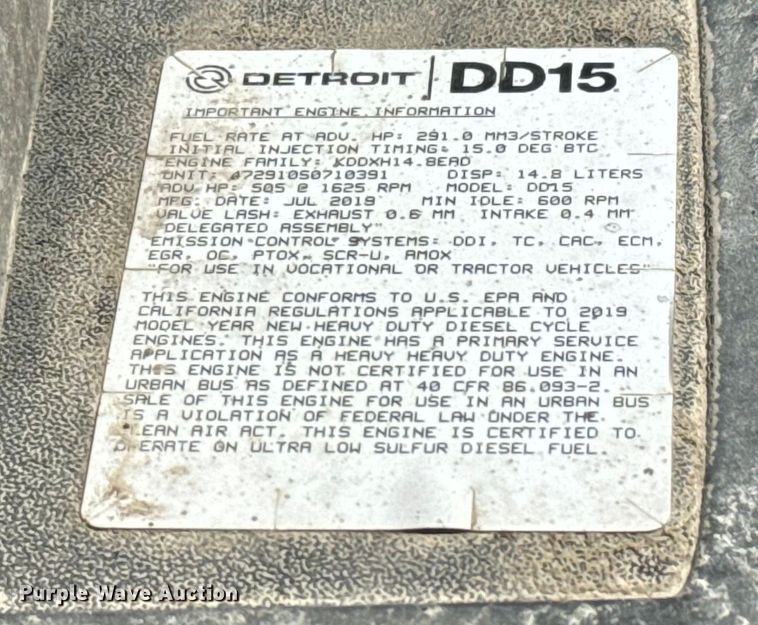 DETROIT DD15
IMPORTANT ENGINE INFORMATION
FUEL RATE AT ADV. HP: 291.0 MM3/STROKE
INITIAL INJECTION TIMING: 15.0 DEG BTC
ENGINE FAMILY: KDDXH14.8EAD
UNIT: 472910S0710391 DISP: 14.8 LITERS
ADV HP: 505 @ 1625 RPM MODEL: DD15
MFG. DATE: JUL 2019 MIN IDLE: 600 RPM
VALVE LASH: EXHAUST 0.6 MM INTAKE 0.4 MM
"DELEGATED ASSEMBLY"
EMISSION CONTROL SYSTEMS: DDI, TC, CAC, ECM,
EGR, OC, PTOX, SCR-U, AMOX
"FOR USE IN VOCATIONAL OR TRACTOR VEHICLES"
THIS ENGINE CONFORMS TO U.S. EPA AND
CALIFORNIA REGULATIONS APPLICABLE TO 2019
MODEL YEAR NEW HEAVY DUTY DIESEL CYCLE
ENGINES. THIS ENGINE HAS A PRIMARY SERVICE
APPLICATION AS A HEAVY HEAVY DUTY ENGINE.
THIS ENGINE IS NOT CERTIFIED FOR USE IN AN
URBAN BUS AS DEFINED AT 40 CFR 86.093-2.
SALE OF THIS ENGINE FOR USE IN AN URBAN BUS
IS A VIOLATION OF FEDERAL LAW UNDER THE
CLEAN AIR ACT. THIS ENGINE IS CERTIFIED TO
OPERATE ON ULTRA LOW SULFUR DIESEL FUEL.
Purple Wave Auction